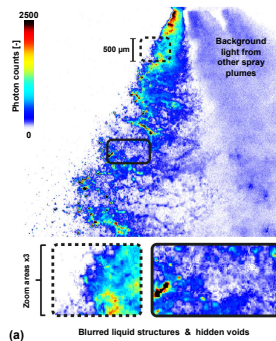 2500
Photon counts [-]
0
500 µm
Background
light from
other spray
plumes
Zoom areas x3
(a)
Blurred liquid structures & hidden voids